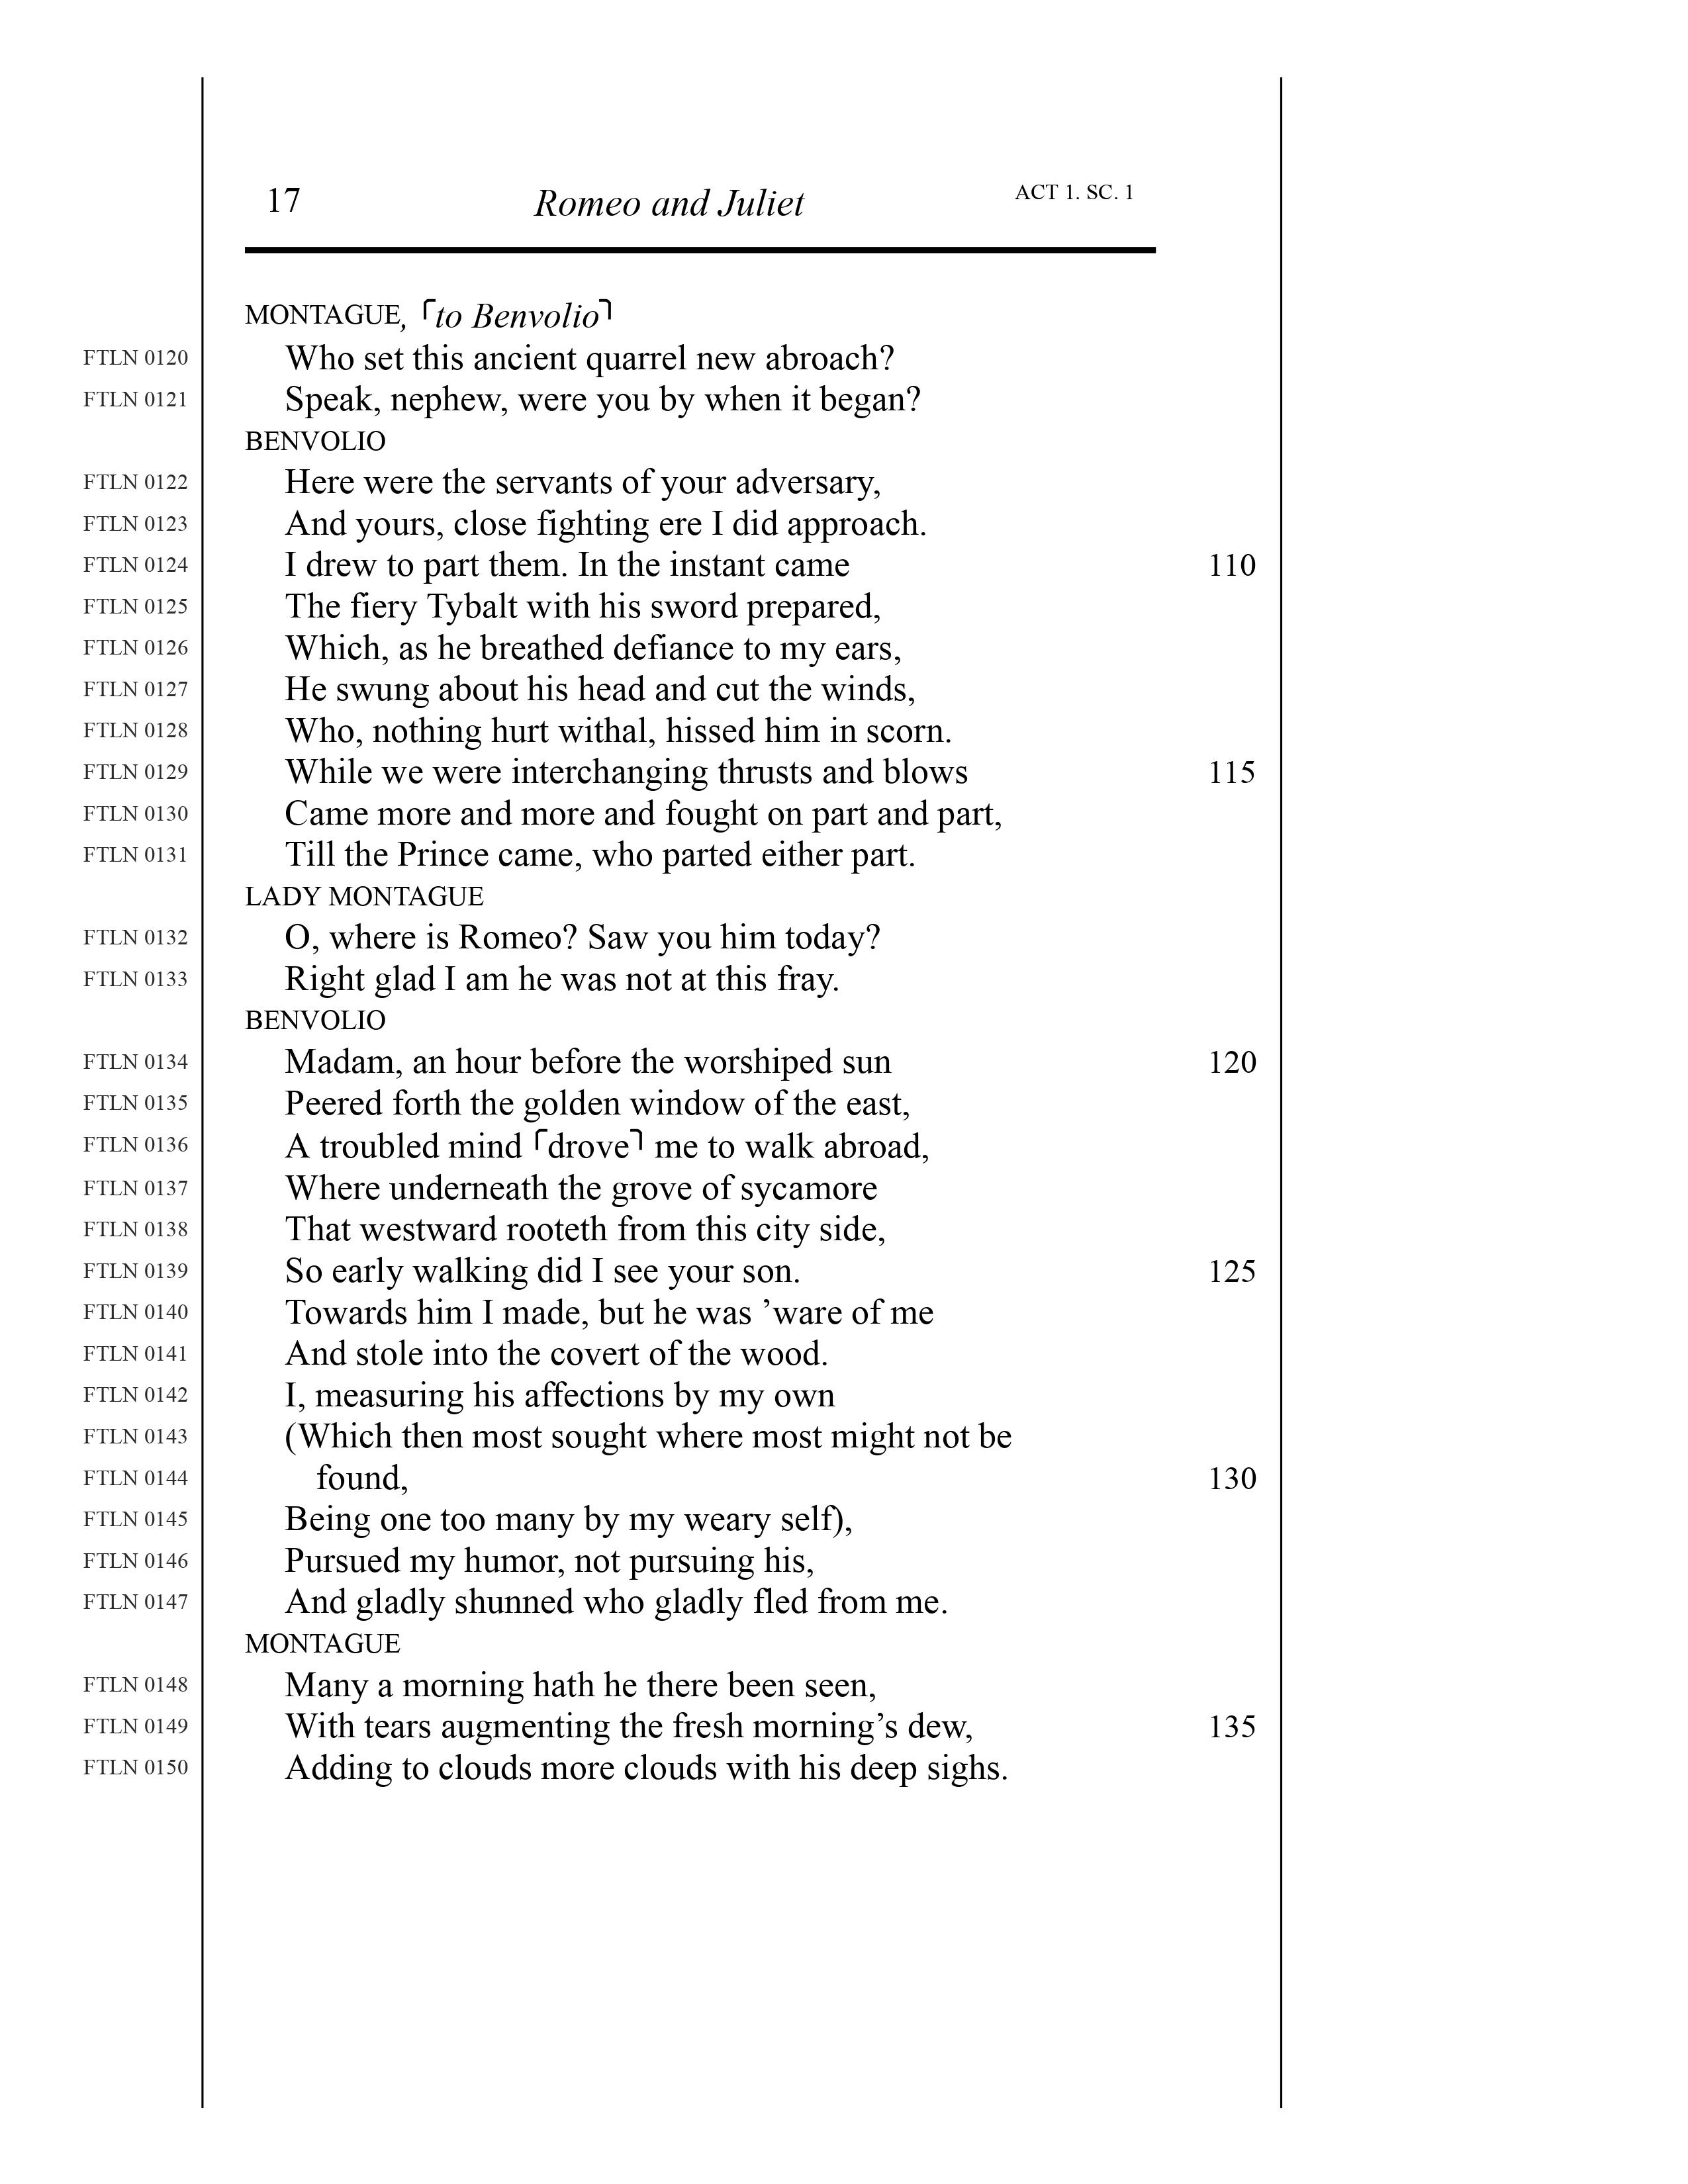 17 Romeo and Juliet ACT 1. SC. 1
MONTAGUE, ⌜to Benvolio⌝
FTLN 0120 Who set this ancient quarrel new abroach?
FTLN 0121 Speak, nephew, were you by when it began?
BENVOLIO
FTLN 0122 Here were the servants of your adversary,
FTLN 0123 And yours, close fighting ere I did approach.
FTLN 0124 I drew to part them. In the instant came 110
FTLN 0125 The fiery Tybalt with his sword prepared,
FTLN 0126 Which, as he breathed defiance to my ears,
FTLN 0127 He swung about his head and cut the winds,
FTLN 0128 Who, nothing hurt withal, hissed him in scorn.
FTLN 0129 While we were interchanging thrusts and blows 115
FTLN 0130 Came more and more and fought on part and part,
FTLN 0131 Till the Prince came, who parted either part.
LADY MONTAGUE
FTLN 0132 O, where is Romeo? Saw you him today?
FTLN 0133 Right glad I am he was not at this fray.
BENVOLIO
FTLN 0134 Madam, an hour before the worshiped sun 120
FTLN 0135 Peered forth the golden window of the east,
FTLN 0136 A troubled mind ⌜drove⌝ me to walk abroad,
FTLN 0137 Where underneath the grove of sycamore
FTLN 0138 That westward rooteth from this city side,
FTLN 0139 So early walking did I see your son. 125
FTLN 0140 Towards him I made, but he was ’ware of me
FTLN 0141 And stole into the covert of the wood.
FTLN 0142 I, measuring his affections by my own
FTLN 0143 (Which then most sought where most might not be
FTLN 0144 found, 130
FTLN 0145 Being one too many by my weary self),
FTLN 0146 Pursued my humor, not pursuing his,
FTLN 0147 And gladly shunned who gladly fled from me.
MONTAGUE
FTLN 0148 Many a morning hath he there been seen,
FTLN 0149 With tears augmenting the fresh morning’s dew, 135
FTLN 0150 Adding to clouds more clouds with his deep sighs.